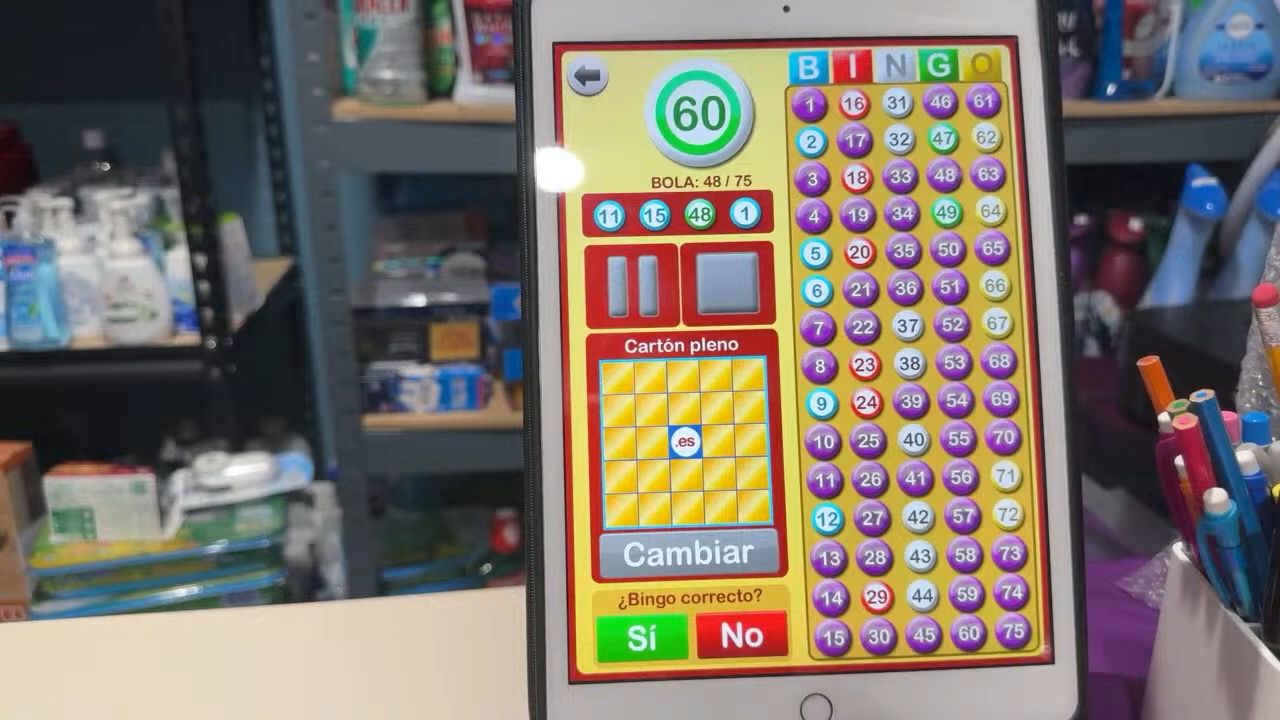 B I N G O
60
BOLA: 48 / 75
11 15 48 1
Cartón pleno
.es
Cambiar
¿Bingo correcto?
Sí No
1 16 31 46 61
2 17 32 47 62
3 18 33 48 63
4 19 34 49 64
5 20 35 50 65
6 21 36 51 66
7 22 37 52 67
8 23 38 53 68
9 24 39 54 69
10 25 40 55 70
11 26 41 56 71
12 27 42 57 72
13 28 43 58 73
14 29 44 59 74
15 30 45 60 75